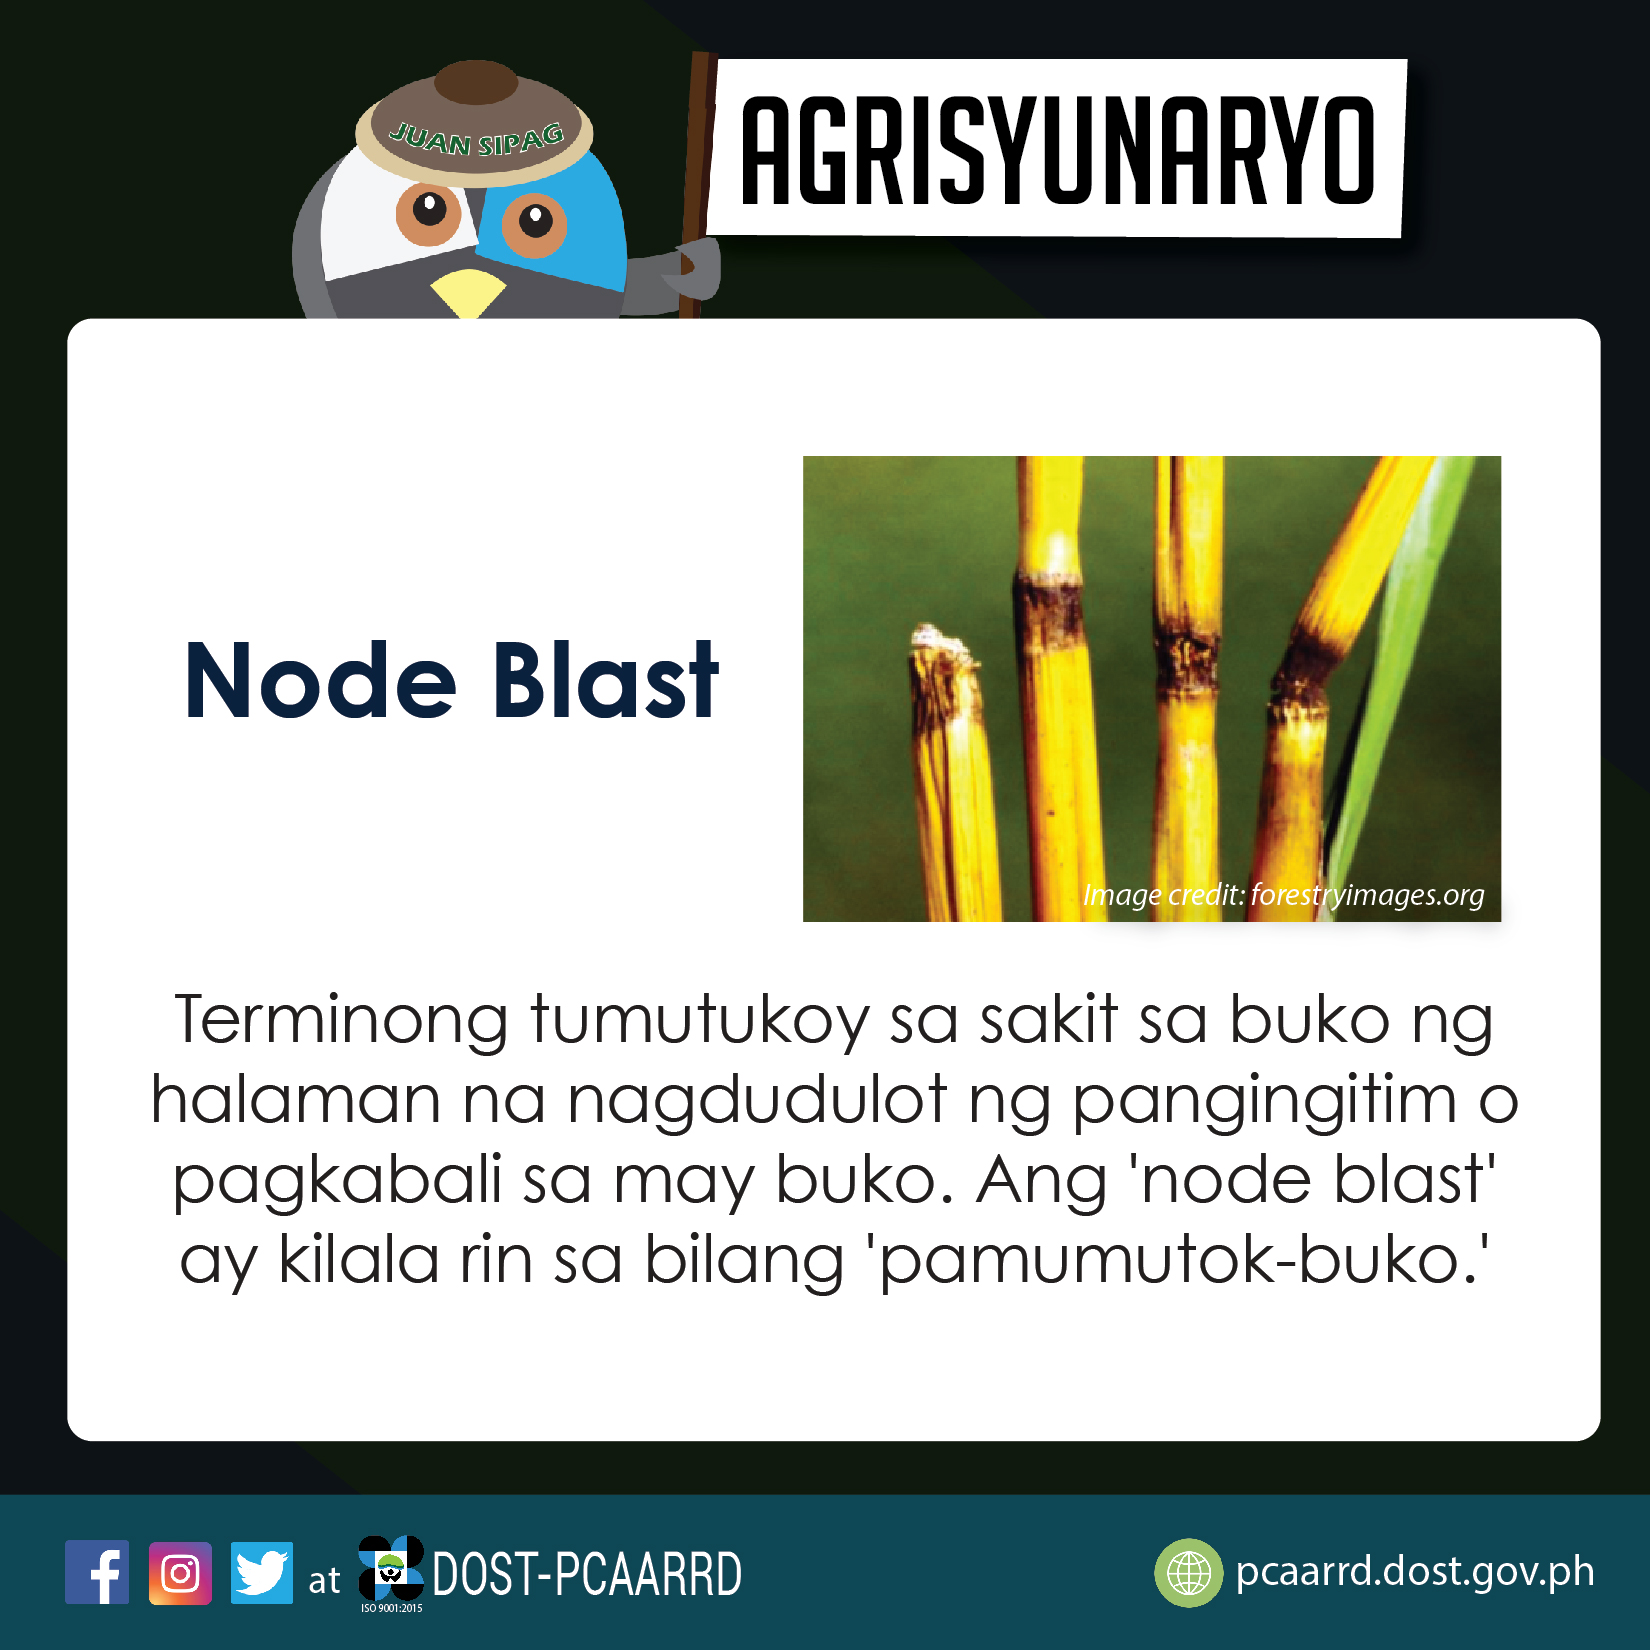 JUAN SIPAG
AGRISYUNARYO
Node Blast
Image credit: forestryimages.org
Terminong tumutukoy sa sakit sa buko ng
halaman na nagdudulot ng pangingitim o
pagkabali sa may buko. Ang 'node blast'
ay kilala rin sa bilang 'pamumutok-buko.'
at DOST-PCAARRD
ISO 9001:2015
pcaarrd.dost.gov.ph